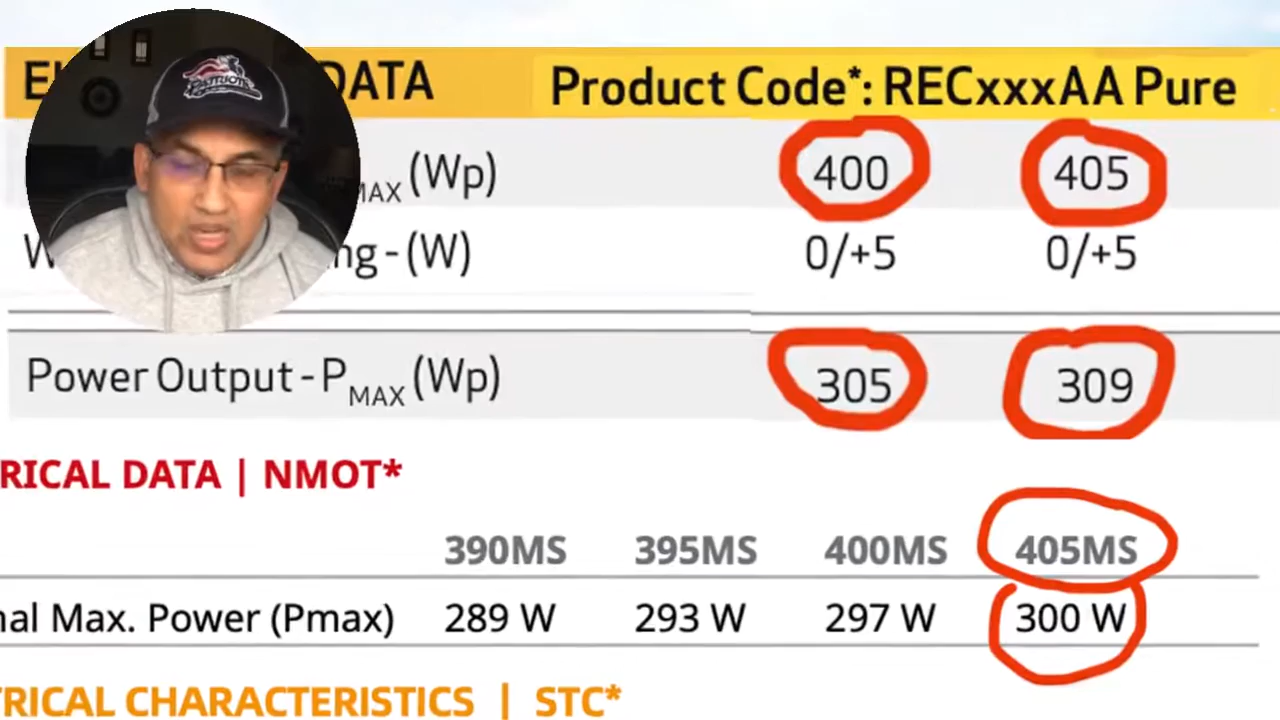 DATA Product Code*: RECxxxAA Pure
MAX (Wp) 400 405
ng - (W) 0/+5 0/+5
Power Output - PMAX (Wp) 305 309
RICAL DATA | NMOT*
390MS 395MS 400MS 405MS
nal Max. Power (Pmax) 289 W 293 W 297 W 300 W
TRICAL CHARACTERISTICS | STC*